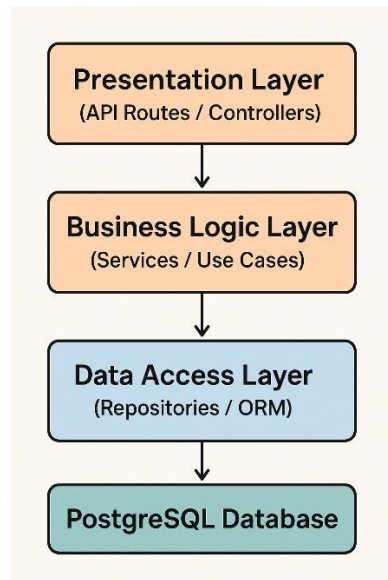 Presentation Layer
(API Routes / Controllers)
Business Logic Layer
(Services / Use Cases)
Data Access Layer
(Repositories / ORM)
PostgreSQL Database